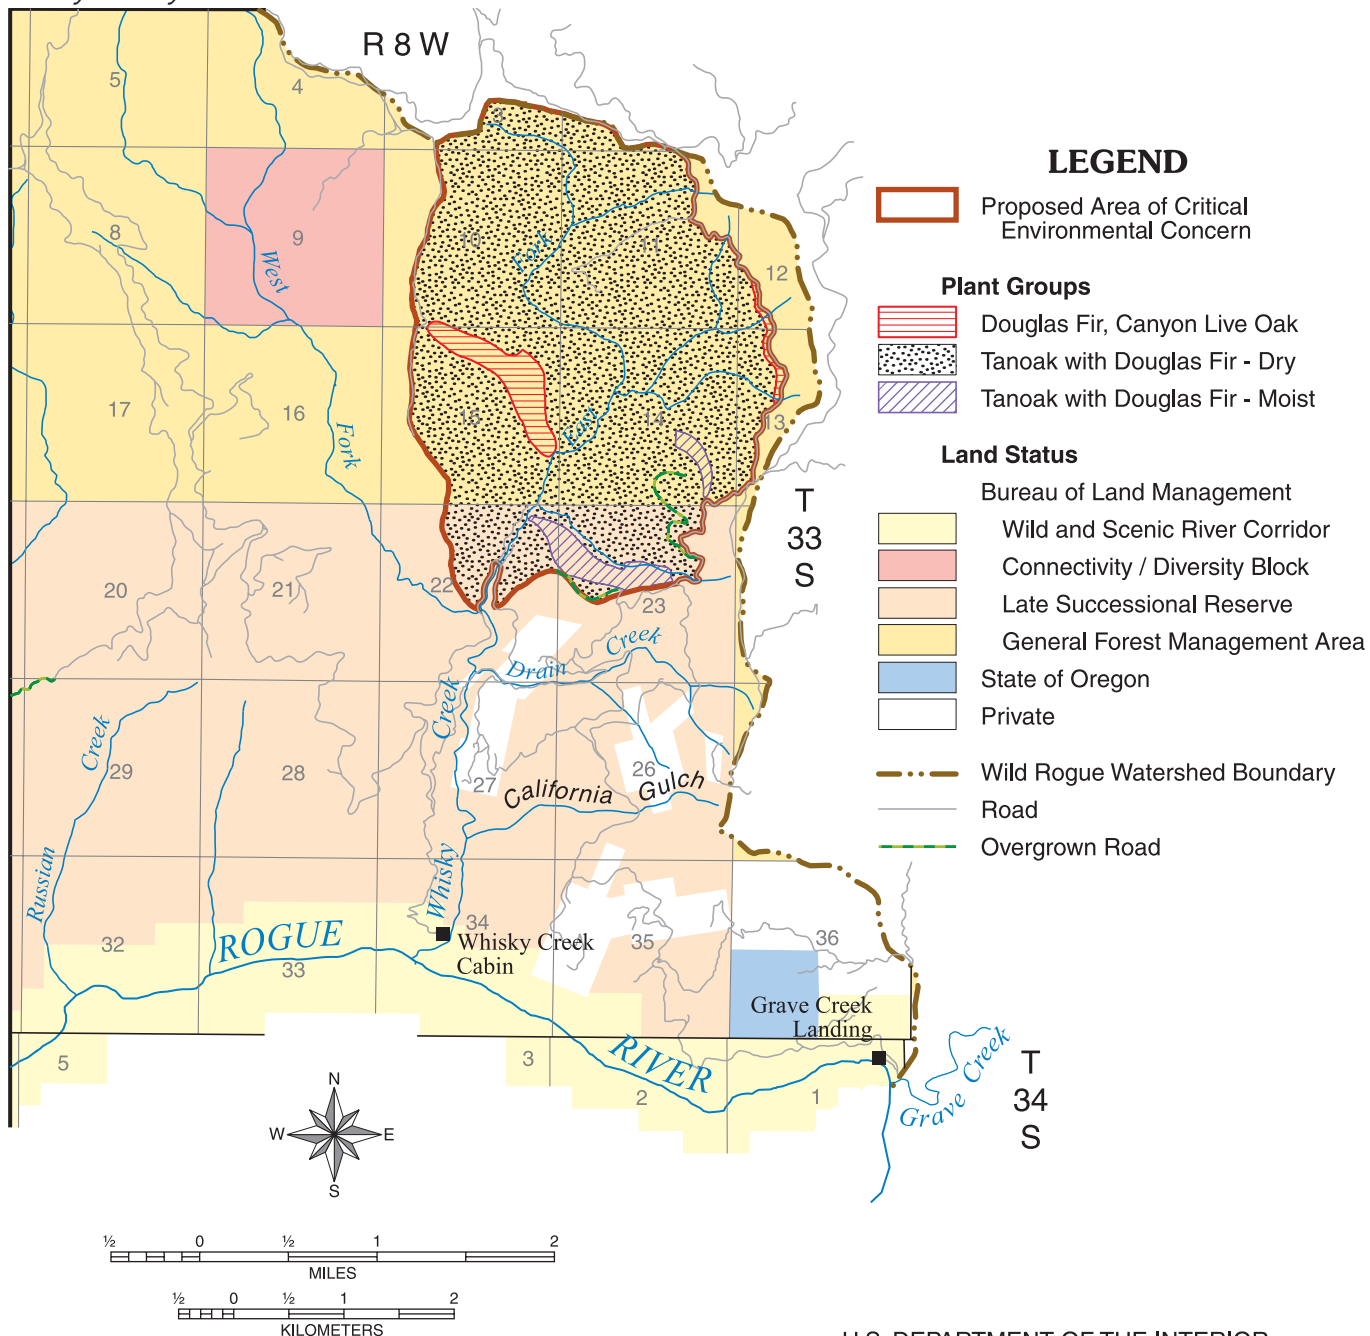 R 8 W
5
4
3
8
9
10
11
12
West
Fork
17
16
Fork
15
East
14
13
T
33
S
20
21
22
23
Creek
Drain
Creek
Creek
29
28
27
26
California Gulch
Russian
Whisky
32
ROGUE
33
34
Whisky Creek
Cabin
35
36
Grave Creek
Landing
5
3
RIVER
2
1
Grave Creek
T
34
S
N
W
E
S
½ 0 ½ 1 2
MILES
½ 0 ½ 1 2
KILOMETERS
LEGEND
Proposed Area of Critical
Environmental Concern
Plant Groups
Douglas Fir, Canyon Live Oak
Tanoak with Douglas Fir - Dry
Tanoak with Douglas Fir - Moist
Land Status
Bureau of Land Management
Wild and Scenic River Corridor
Connectivity / Diversity Block
Late Successional Reserve
General Forest Management Area
State of Oregon
Private
Wild Rogue Watershed Boundary
Road
Overgrown Road
U.S. DEPARTMENT OF THE INTERIOR